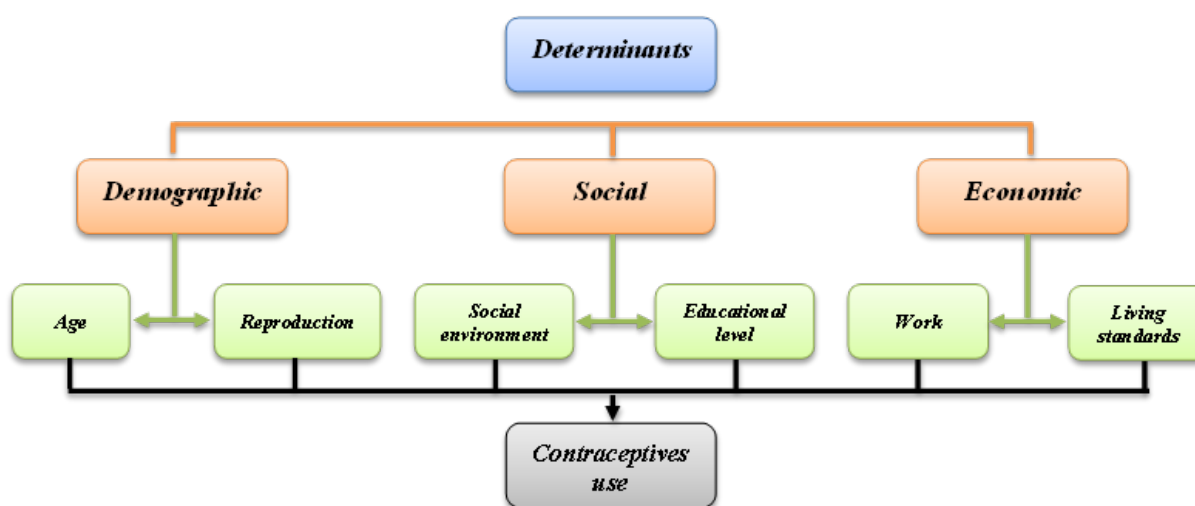 Determinants
Demographic
Social
Economic
Age
Reproduction
Social
environment
Educational
level
Work
Living
standards
Contraceptives
use